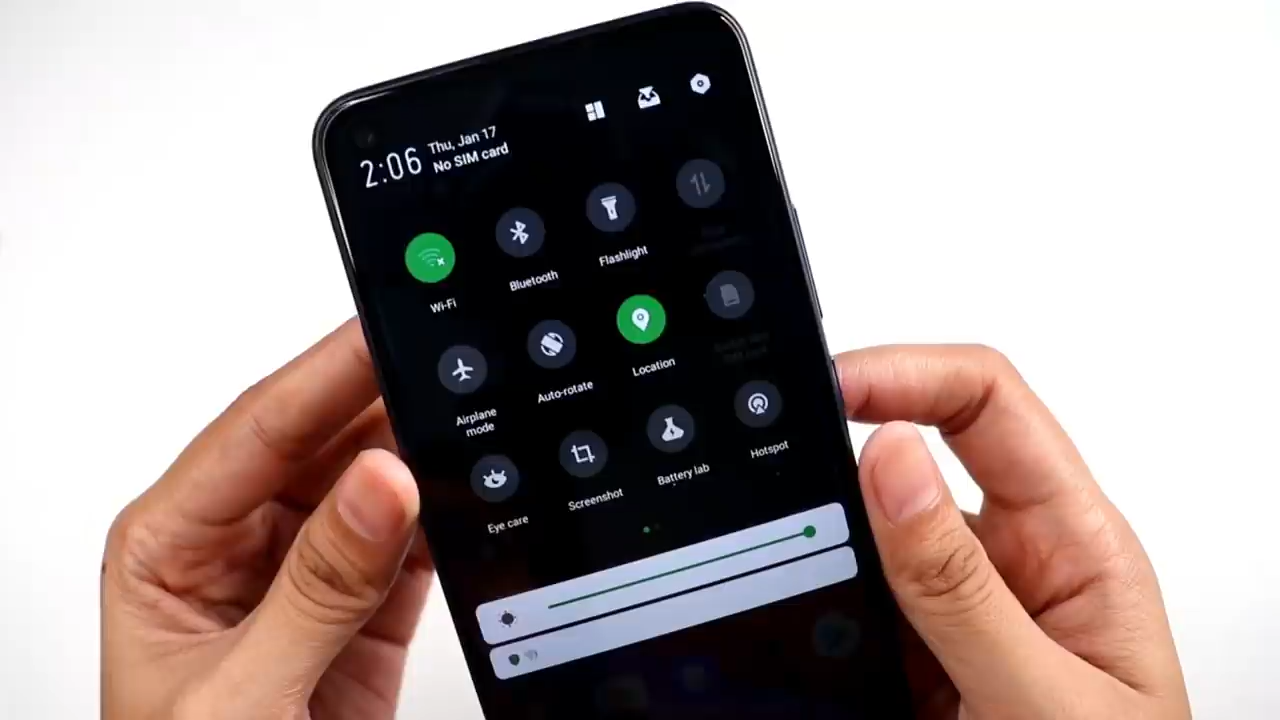 2:06
Thu, Jan 17
No SIM card
Wi-Fi
Bluetooth
Flashlight
Airplane
mode
Auto-rotate
Location
Eye care
Screenshot
Battery lab
Hotspot